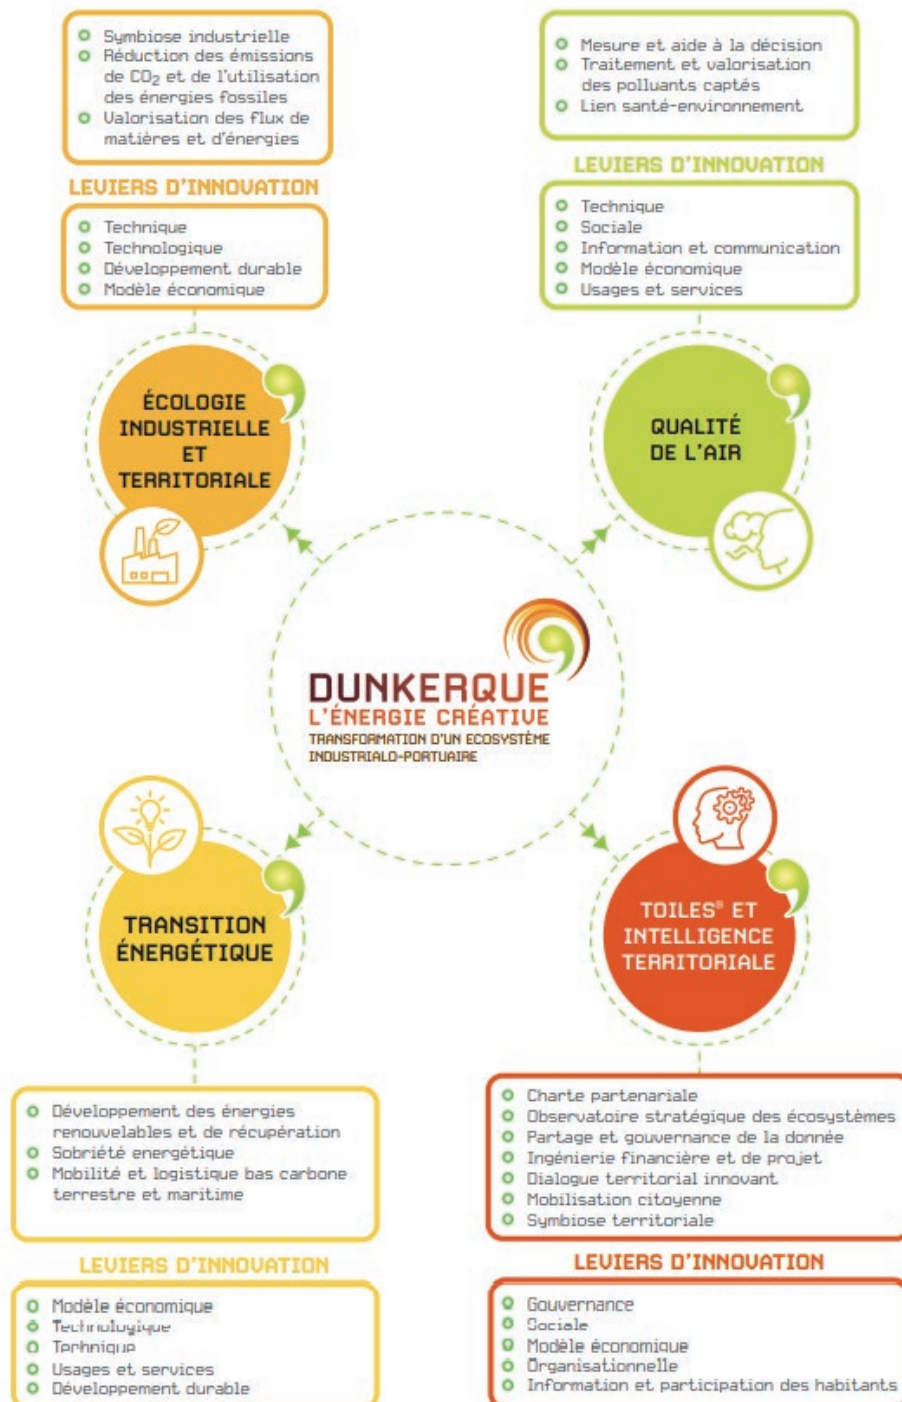 Symbiose industrielle
Réduction des émissions
de CO₂ et de l'utilisation
des énergies fossiles
Valorisation des flux de
matières et d'énergies
LEVIERS D'INNOVATION
Technique
Technologique
Développement durable
Modèle économique
ÉCOLOGIE
INDUSTRIELLE
ET
TERRITORIALE
Mesure et aide à la décision
Traitement et valorisation
des polluants captés
Lien santé-environnement
LEVIERS D'INNOVATION
Technique
Sociale
Information et communication
Modèle économique
Usages et services
QUALITÉ
DE L'AIR
DUNKERQUE
L'ÉNERGIE CRÉATIVE
TRANSFORMATION D'UN ECOSYSTÈME
INDUSTRIALO-PORTUAIRE
TRANSITION
ÉNERGÉTIQUE
Développement des énergies
renouvelables et de récupération
Sobriété energétique
Mobilité et logistique bas carbone
terrestre et maritime
LEVIERS D'INNOVATION
Modèle économique
Technologique
Technique
Usages et services
Développement durable
TOILES® ET
INTELLIGENCE
TERRITORIALE
Charte partenariale
Observatoire stratégique des écosystèmes
Partage et gouvernance de la donnée
Ingénierie financière et de projet
Dialogue territorial innovant
Mobilisation citoyenne
Symbiose territoriale
LEVIERS D'INNOVATION
Gouvernance
Sociale
Modèle économique
Organisationnelle
Information et participation des habitants